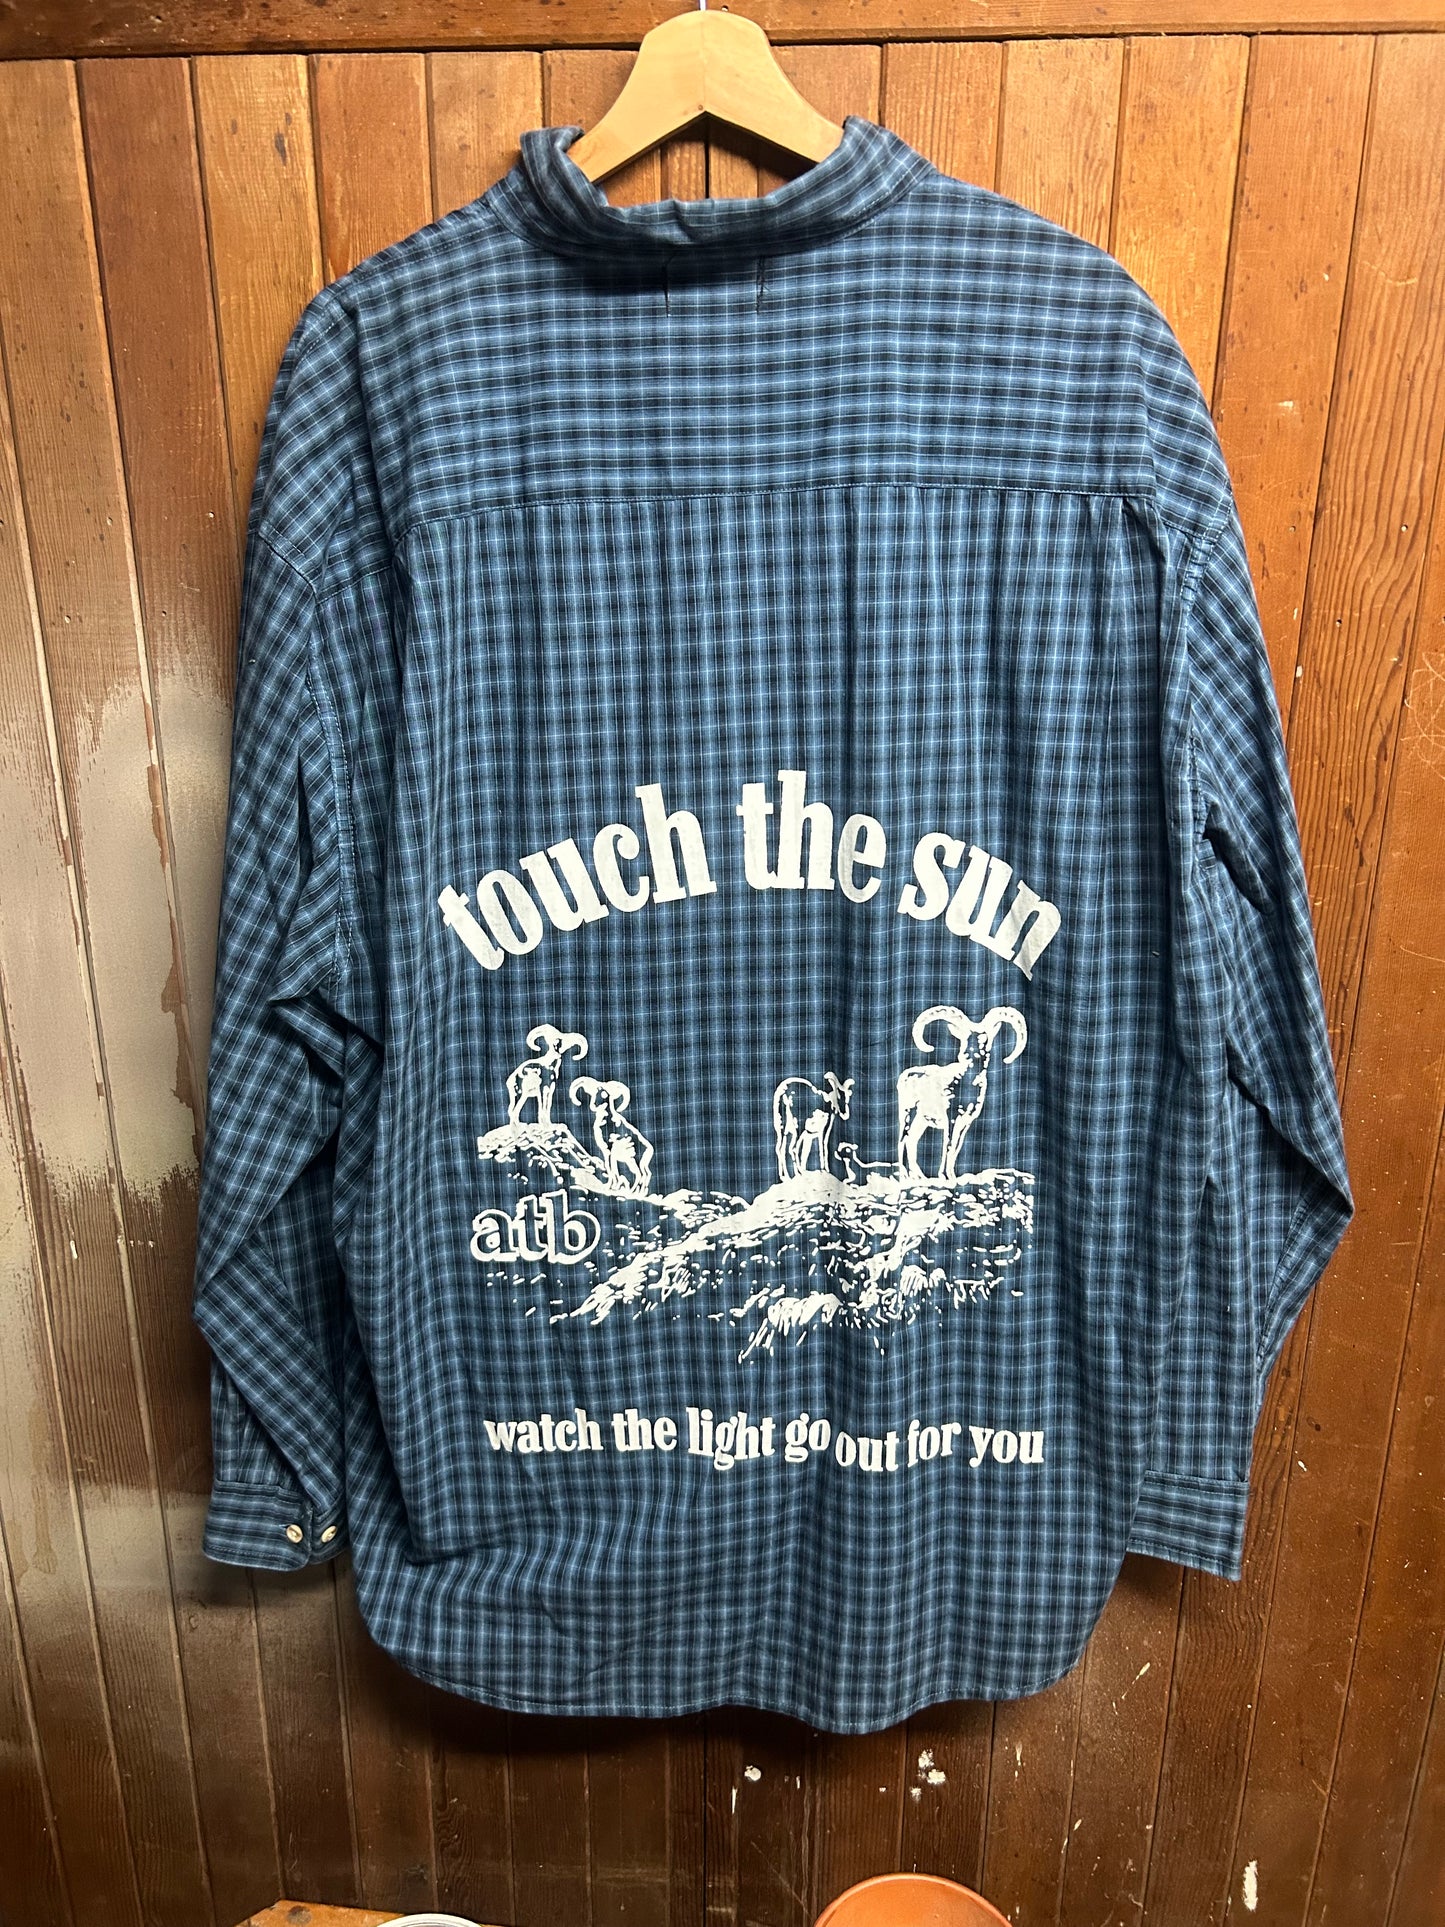 touch the sun
atb
watch the light go out for you